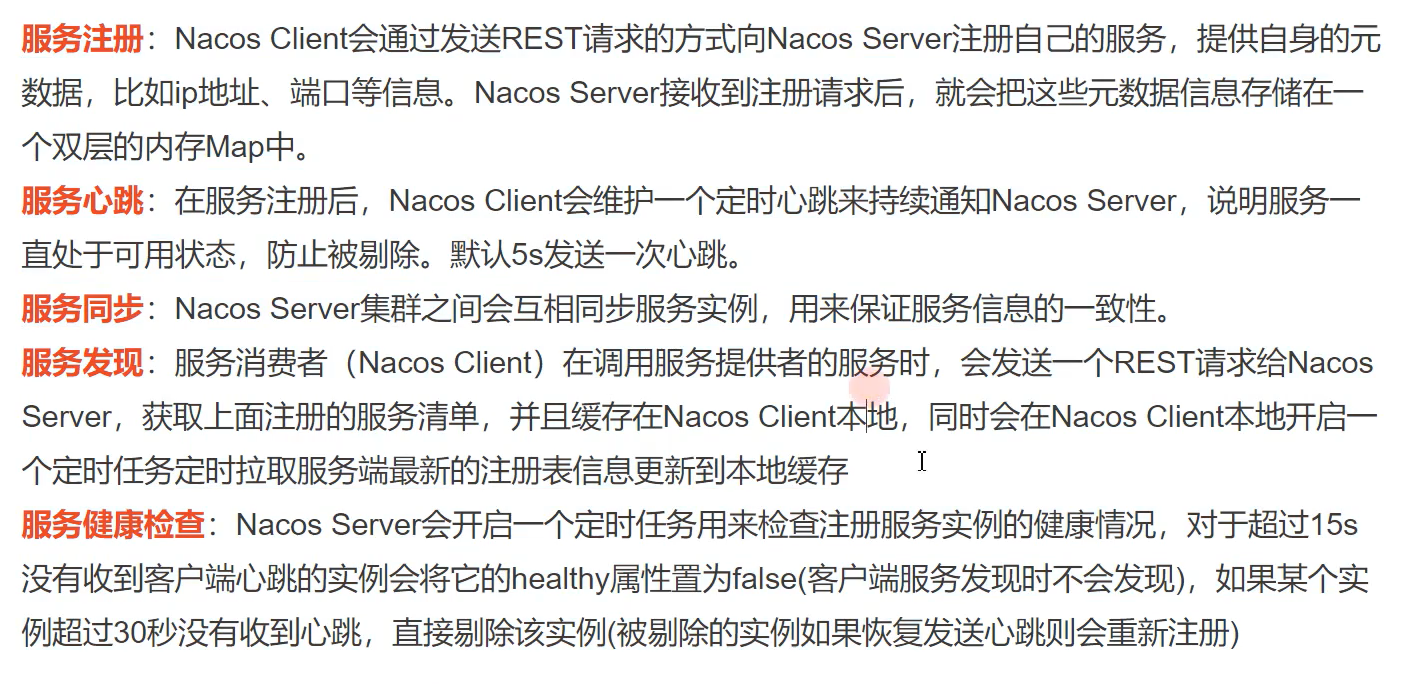 服务注册：Nacos Client会通过发送REST请求的方式向Nacos Server注册自己的服务，提供自身的元
数据，比如ip地址、端口等信息。Nacos Server接收到注册请求后，就会把这些元数据信息存储在一
个双层的内存Map中。
服务心跳：在服务注册后，Nacos Client会维护一个定时心跳来持续通知Nacos Server，说明服务一
直处于可用状态，防止被剔除。默认5s发送一次心跳。
服务同步：Nacos Server集群之间会互相同步服务实例，用来保证服务信息的一致性。
服务发现：服务消费者（Nacos Client）在调用服务提供者的服务时，会发送一个REST请求给Nacos
Server，获取上面注册的服务清单，并且缓存在Nacos Client本地，同时会在Nacos Client本地开启一
个定时任务定时拉取服务端最新的注册表信息更新到本地缓存
服务健康检查：Nacos Server会开启一个定时任务用来检查注册服务实例的健康情况，对于超过15s
没有收到客户端心跳的实例会将它的healthy属性置为false(客户端服务发现时不会发现)，如果某个实
例超过30秒没有收到心跳，直接剔除该实例(被剔除的实例如果恢复发送心跳则会重新注册)